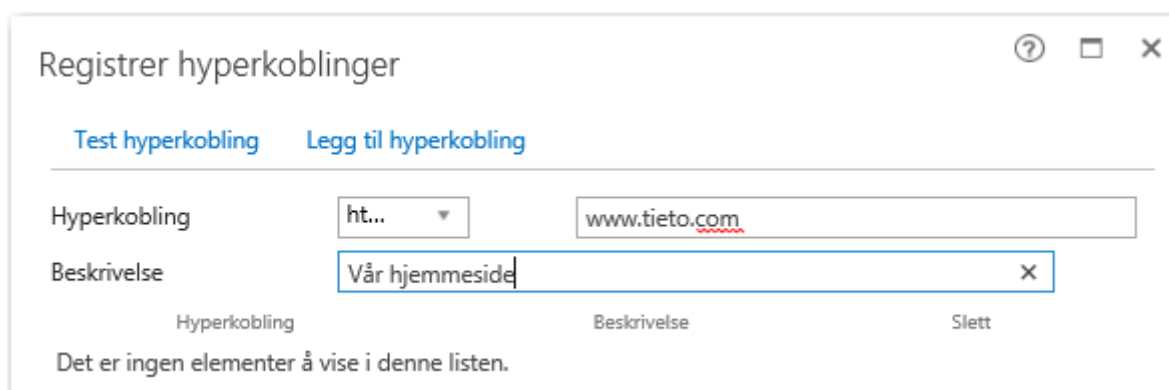 Registrer hyperkoblinger
Test hyperkobling Legg til hyperkobling
Hyperkobling ht... www.tieto.com
Beskrivelse Vår hjemmeside
Hyperkobling Beskrivelse Slett
Det er ingen elementer å vise i denne listen.